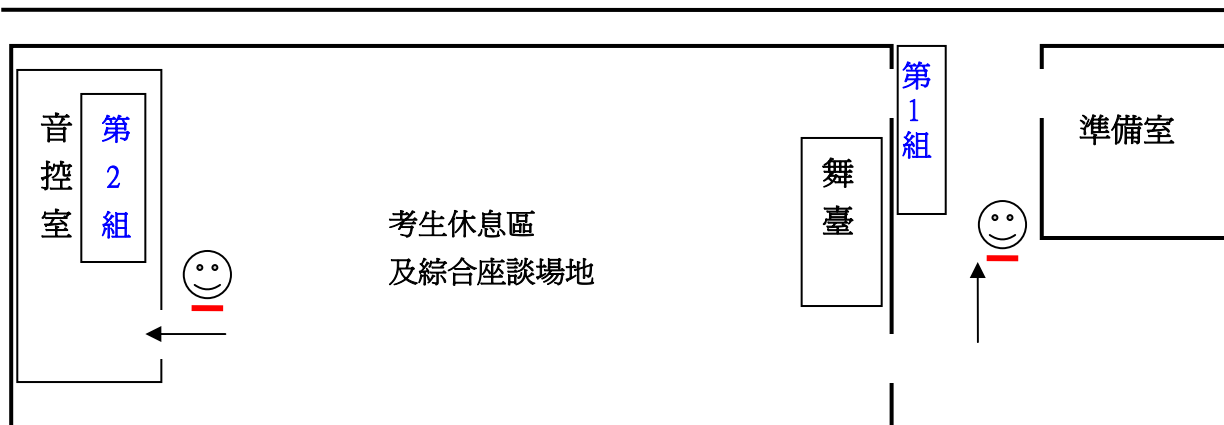 音控室
第2組
考生休息區
及綜合座談場地
舞臺
第1組
準備室